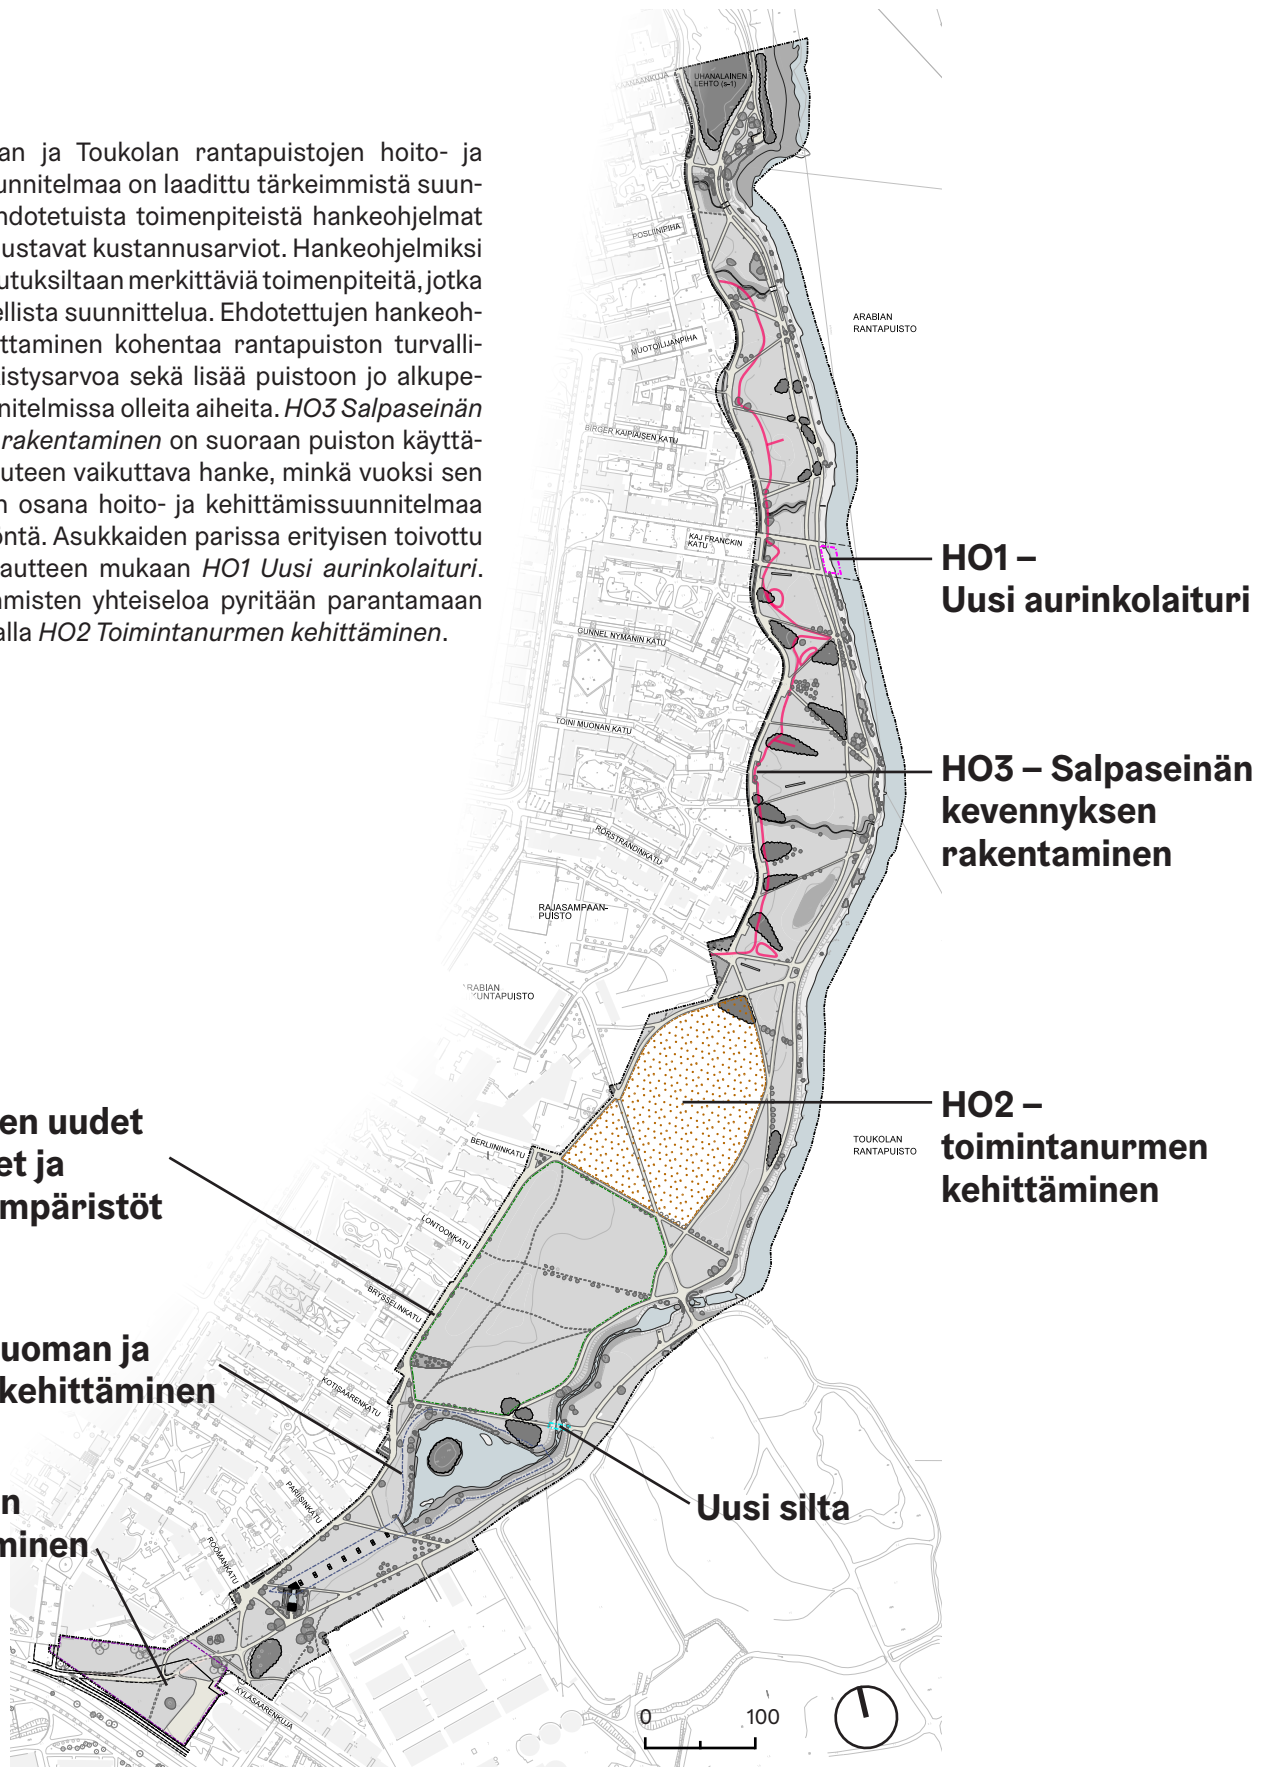 an ja Toukolan rantapuistojen hoito- ja
unnitelmaa on laadittu tärkeimmistä suun-
ndotetuista toimenpiteistä hankeohjelmat
ustavat kustannusarviot. Hankeohjelmiksi
utuksiltaan merkittäviä toimenpiteitä, jotka
ellista suunnittelua. Ehdotettujen hankeoh-
ttaminen kohentaa rantapuiston turvalli-
kistysarvoa sekä lisää puistoon jo alkupe-
nitelmissa olleita aiheita. HO3 Salpaseinän
rakentaminen on suoraan puiston käyttä-
uuteen vaikuttava hanke, minkä vuoksi sen
n osana hoito- ja kehittämissuunnitelmaa
öntä. Asukkaiden parissa erityisen toivottu
autteen mukaan HO1 Uusi aurinkolaituri.
nmisten yhteiseloa pyritään parantamaan
alla HO2 Toimintanurmen kehittäminen.
UHANALAINEN
LEHTO (s-1)
POSLIINIPIHA
ARABIAN
RANTAPUISTO
MUOTOILIJANPIHA
BIRGER KAIPIAISEN KATU
KAJ FRANCKIN
KATU
HO1 –
Uusi aurinkolaituri
GUNNEL NYMANIN KATU
TOINI MUONAN KATU
HO3 – Salpaseinän
kevennyksen
rakentaminen
RÖRSTRANDINKATU
RAJASAMPAAN-
PUISTO
ARABIAN
KUNTAPUISTO
HO2 –
toimintanurmen
kehittäminen
TOUKOLAN
RANTAPUISTO
en uudet
et ja
mpäristöt
BERLIININKATU
LONTOONKATU
BRYSSELINKATU
uoman ja
kehittäminen
KOTISAARENKATU
PARIISINKATU
n
minen
ROOMANKATU
Uusi silta
KYLÄSAARENKUJA
0 100